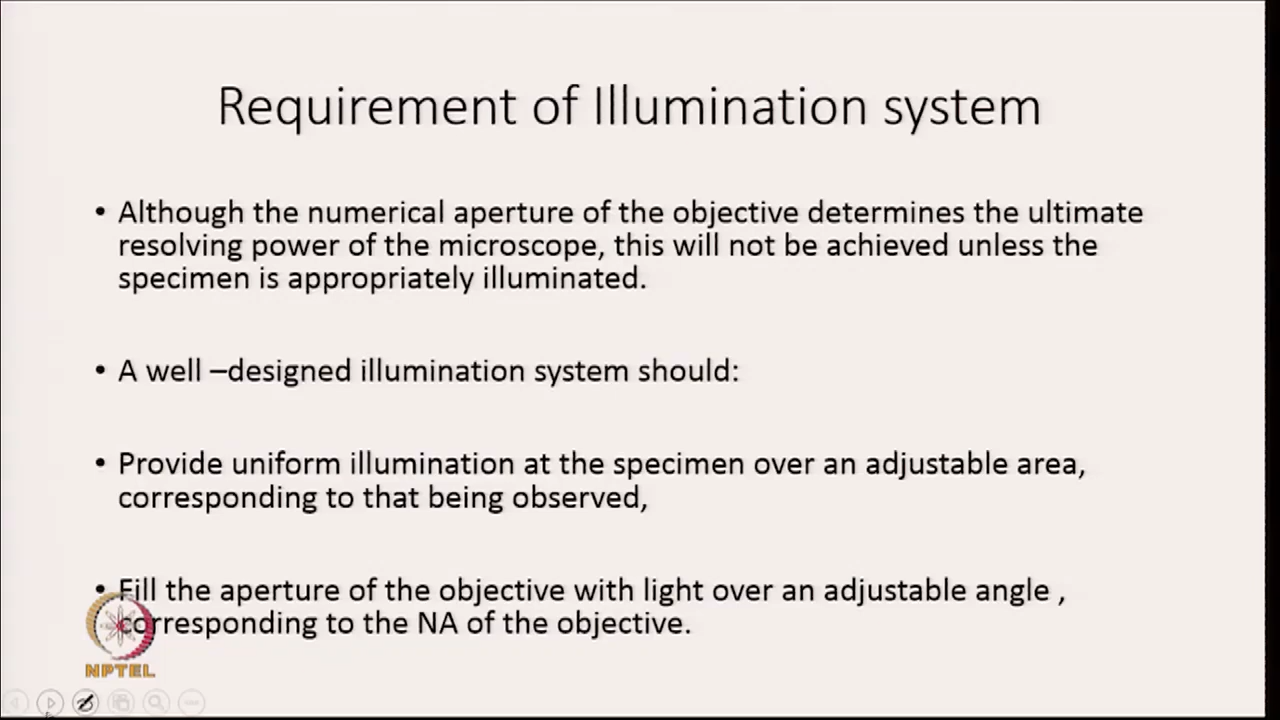 Requirement of Illumination system
• Although the numerical aperture of the objective determines the ultimate
resolving power of the microscope, this will not be achieved unless the
specimen is appropriately illuminated.
• A well –designed illumination system should:
• Provide uniform illumination at the specimen over an adjustable area,
corresponding to that being observed,
• Fill the aperture of the objective with light over an adjustable angle ,
corresponding to the NA of the objective.
NPTEL